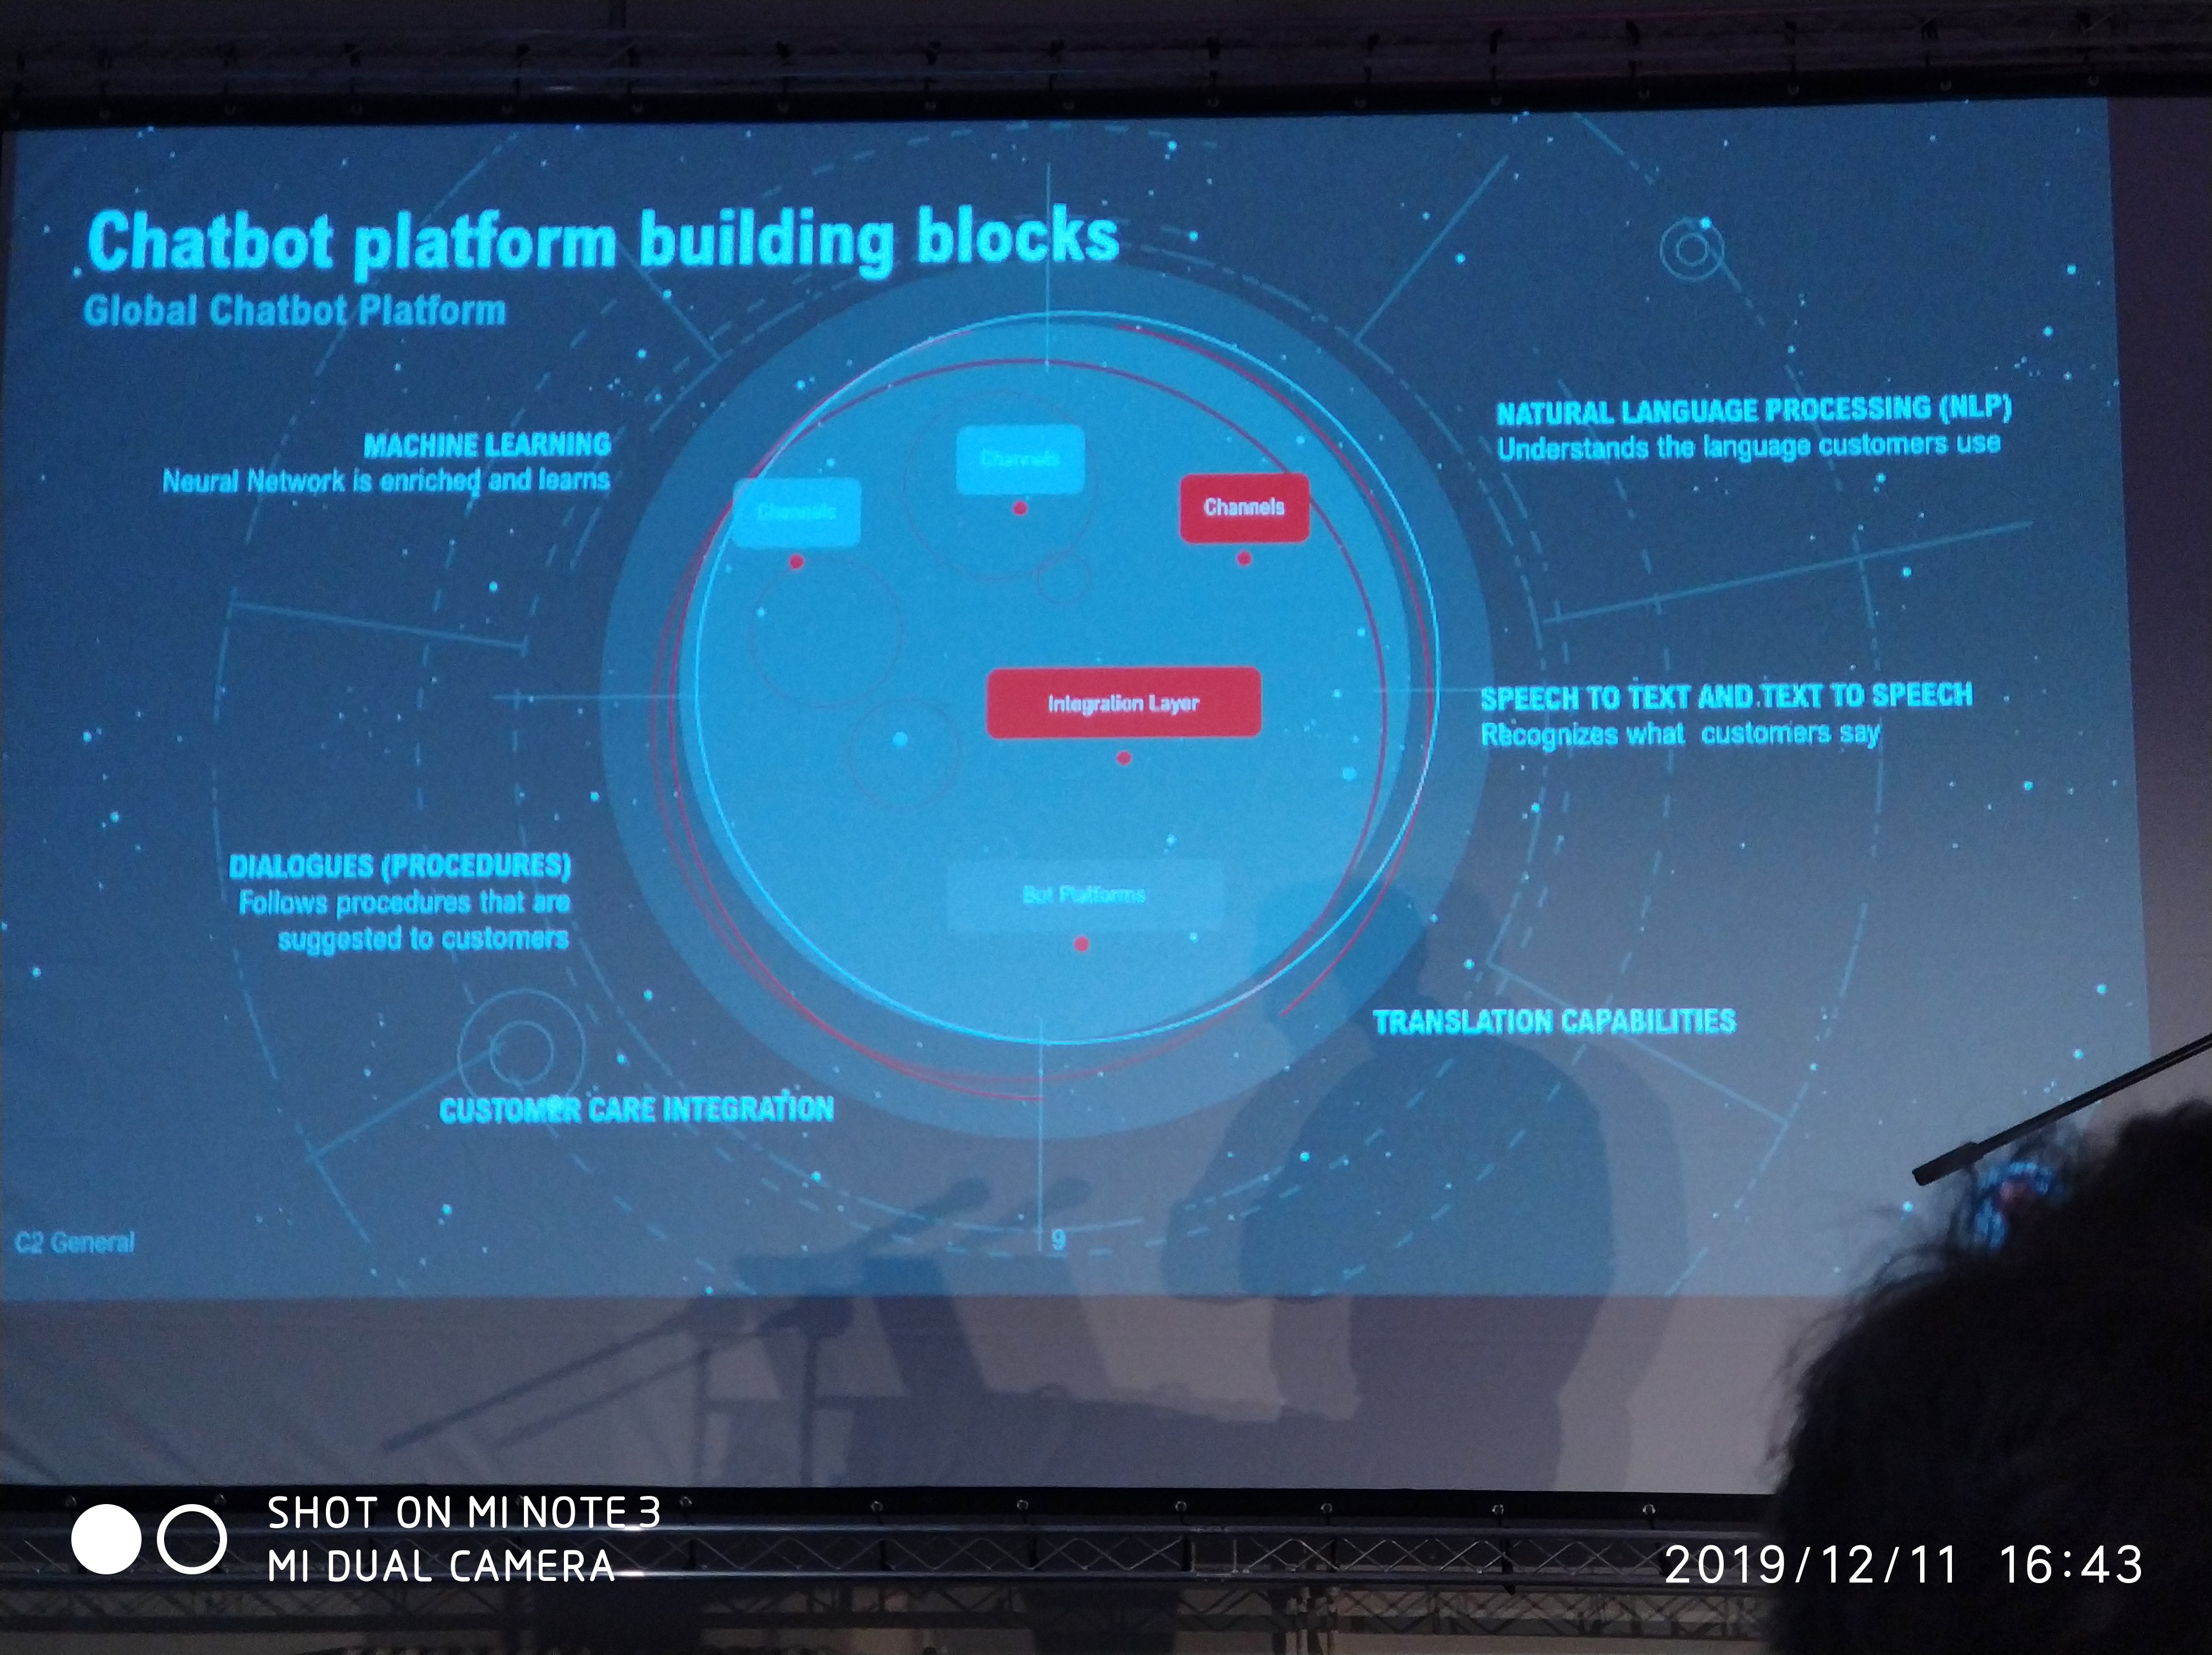 Chatbot platform building blocks
Global Chatbot Platform
MACHINE LEARNING
Neural Network is enriched and learns
DIALOGUES (PROCEDURES)
Follows procedures that are
suggested to customers
CUSTOMER CARE INTEGRATION
Channels
Channels
Channels
Integration Layer
Bot Platforms
NATURAL LANGUAGE PROCESSING (NLP)
Understands the language customers use
SPEECH TO TEXT AND TEXT TO SPEECH
Recognizes what customers say
TRANSLATION CAPABILITIES
C2 General
9
SHOT ON MI NOTE 3
MI DUAL CAMERA
2019/12/11 16:43